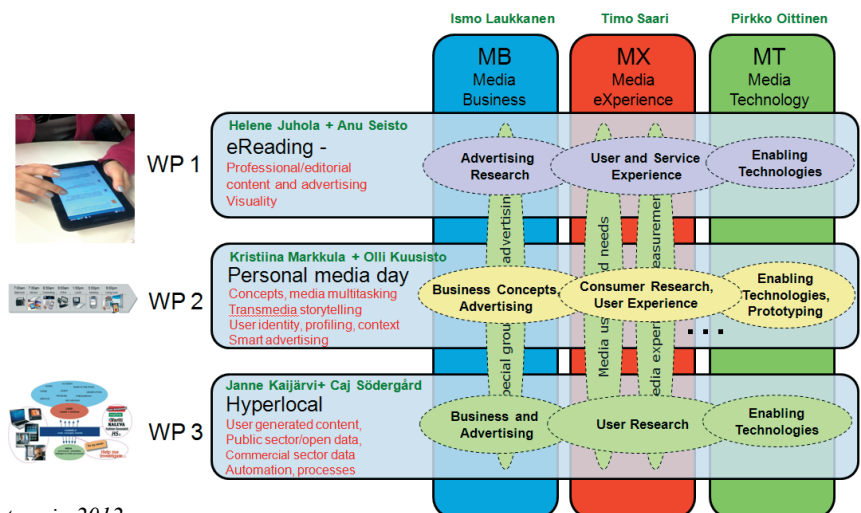 Ismo Laukkanen
Timo Saari
Pirkko Oittinen
MB
Media
Business
MX
Media
eXperience
MT
Media
Technology
WP 1
Helene Juhola + Anu Seisto
eReading -
Professional/editorial
content and advertising
Visuality
Advertising
Research
User and Service
Experience
Enabling
Technologies
WP 2
Kristiina Markkula + Olli Kuusisto
Personal media day
Concepts, media multitasking
Transmedia storytelling
User identity, profiling, context
Smart advertising
Business Concepts,
Advertising
Consumer Research,
User Experience
Enabling
Technologies,
Prototyping
...
WP 3
Janne Kaijärvi+ Caj Södergård
Hyperlocal
User generated content,
Public sector/open data,
Commercial sector data
Automation, processes
Business and
Advertising
User Research
Enabling
Technologies
advertising
needs
Media
2012